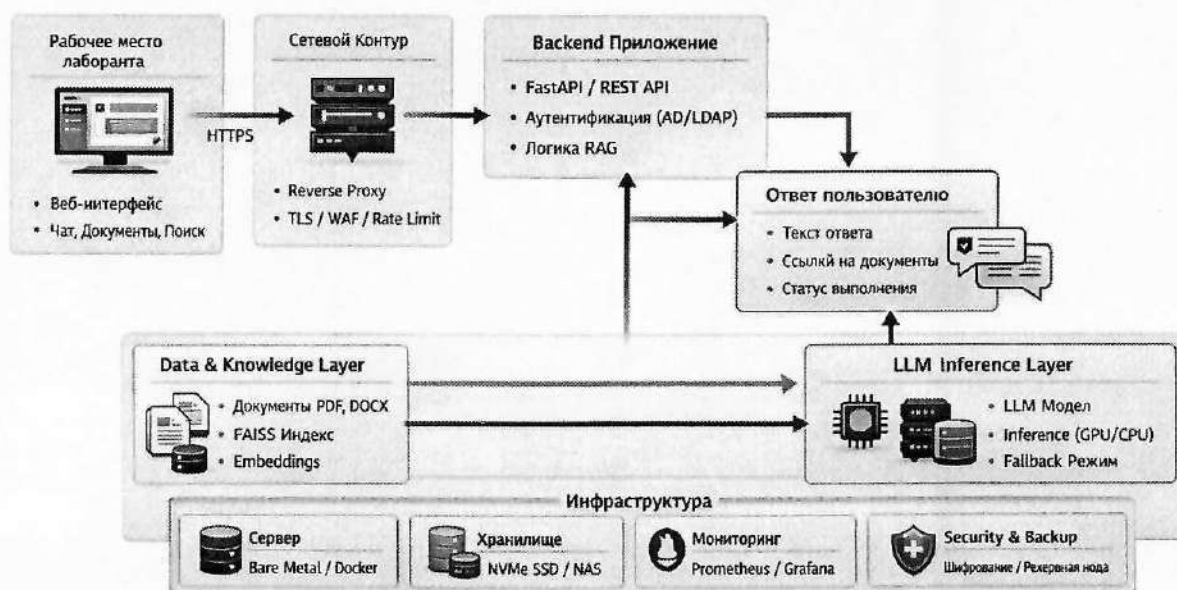 Рабочее место
лаборанта
HTTPS
• Веб-интерфейс
• Чат, Документы, Поиск
Сетевой Контур
• Reverse Proxy
• TLS / WAF / Rate Limit
Backend Приложение
• FastAPI / REST API
• Аутентификация (AD/LDAP)
• Логика RAG
Ответ пользователю
• Текст ответа
• Ссылкй на документы
• Статус выполнения
Data & Knowledge Layer
• Документы PDF, DOCX
• FAISS Индекс
• Embeddings
LLM Inference Layer
• LLM Модел
• Inference (GPU/CPU)
• Fallback Режим
Инфраструктура
Сервер
Bare Metal / Docker
Хранилище
NVMe SSD / NAS
Мониторинг
Prometheus / Grafana
Security & Backup
Шифрование / Рехервная нода